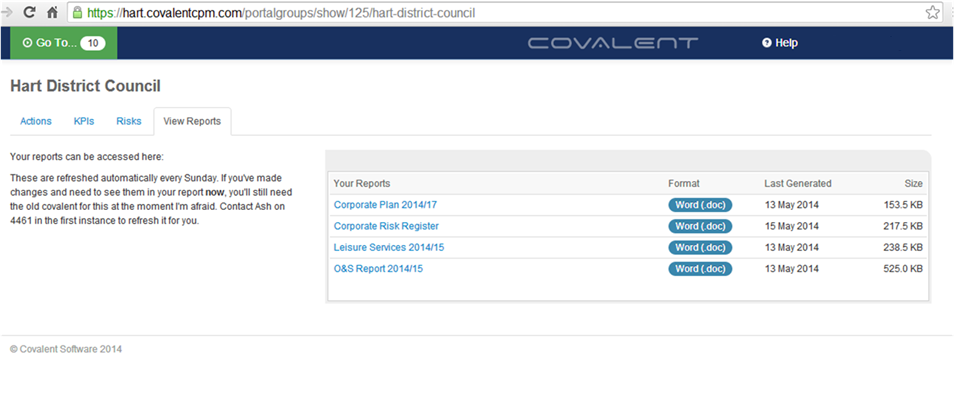 https://hart.covalentcpm.com/portalgroups/show/125/hart-district-council
Go To... 10 COVALENT Help
Hart District Council
Actions KPIs Risks View Reports
Your reports can be accessed here:
These are refreshed automatically every Sunday. If you've made
changes and need to see them in your report now, you'll still need
the old covalent for this at the moment I'm afraid. Contact Ash on
4461 in the first instance to refresh it for you.
Your Reports Format Last Generated Size
Corporate Plan 2014/17 Word (.doc) 13 May 2014 153.5 KB
Corporate Risk Register Word (.doc) 15 May 2014 217.5 KB
Leisure Services 2014/15 Word (.doc) 13 May 2014 238.5 KB
O&S Report 2014/15 Word (.doc) 13 May 2014 525.0 KB
© Covalent Software 2014